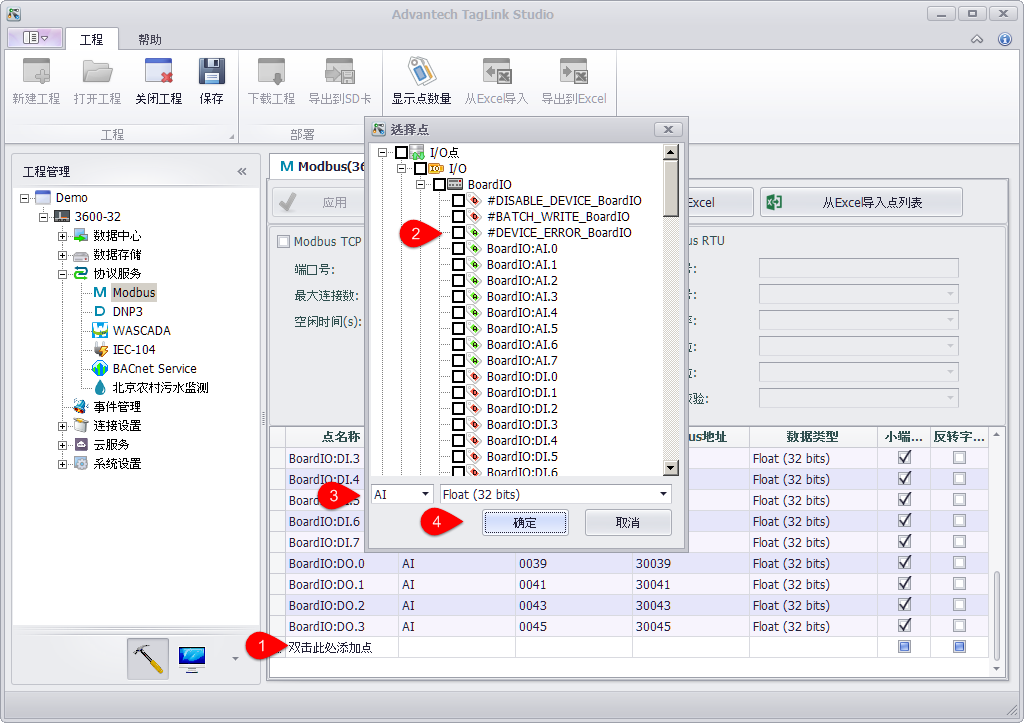 Advantech TagLink Studio
工程
帮助
新建工程
打开工程
关闭工程
保存
下载工程
导出到SD卡
显示点数量
从Excel导入
导出到Excel
工程
部署
工程管理
Demo
3600-32
数据中心
数据存储
协议服务
Modbus
DNP3
WASCADA
IEC-104
BACnet Service
北京农村污水监测
事件管理
连接设置
云服务
系统设置
Modbus(36
应用
Excel
从Excel导入点列表
Modbus TCP
端口号:
最大连接数:
空闲时间(s):
us RTU
选择点
I/O点
I/O
BoardIO
#DISABLE_DEVICE_BoardIO
#BATCH_WRITE_BoardIO
2
#DEVICE_ERROR_BoardIO
BoardIO:AI.0
BoardIO:AI.1
BoardIO:AI.2
BoardIO:AI.3
BoardIO:AI.4
BoardIO:AI.5
BoardIO:AI.6
BoardIO:AI.7
BoardIO:DI.0
BoardIO:DI.1
BoardIO:DI.2
BoardIO:DI.3
BoardIO:DI.4
BoardIO:DI.5
BoardIO:DI.6
3
AI
Float (32 bits)
4
确定
取消
点名称
us地址
数据类型
小端...
反转字...
BoardIO:DI.3
Float (32 bits)
BoardIO:DI.4
Float (32 bits)
Float (32 bits)
BoardIO:DI.6
Float (32 bits)
BoardIO:DI.7
Float (32 bits)
BoardIO:DO.0 AI 0039 30039 Float (32 bits)
BoardIO:DO.1 AI 0041 30041 Float (32 bits)
BoardIO:DO.2 AI 0043 30043 Float (32 bits)
BoardIO:DO.3 AI 0045 30045 Float (32 bits)
1
双击此处添加点